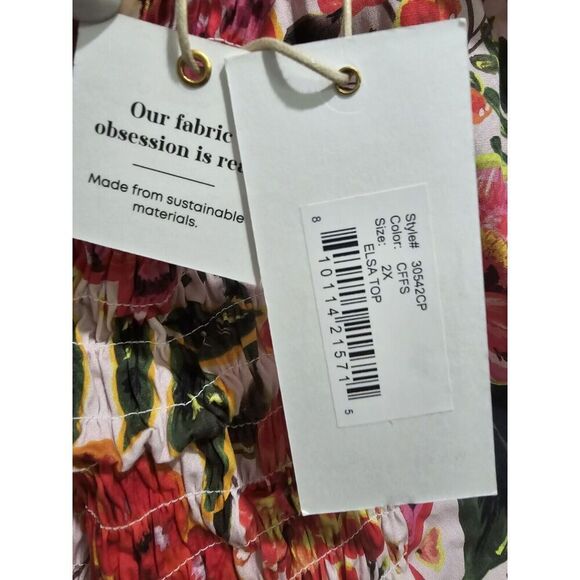 Our fabric
obsession is rea
Made from sustainable
materials.
Style# 30542CP
Color: CFFS
Size: 2X
ELSA TOP
8 10114 21571 5